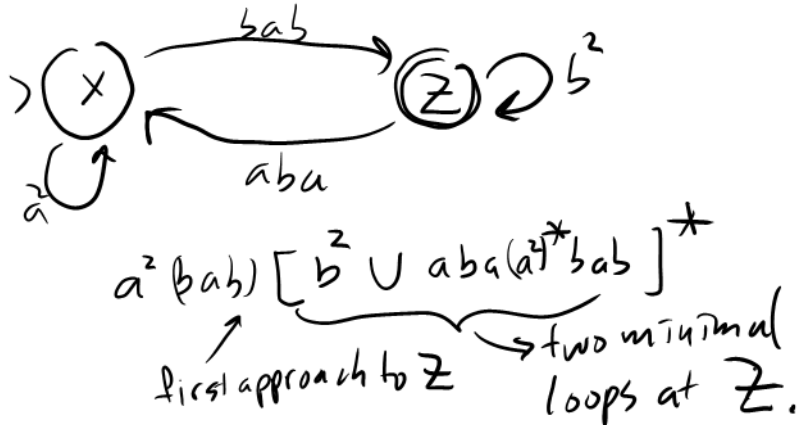 bab
> X
Z b²
aba
a²
a² (bab) [ b² ∪ aba(a²)* bab ]*
first approach to Z
two minimal
loops at Z.